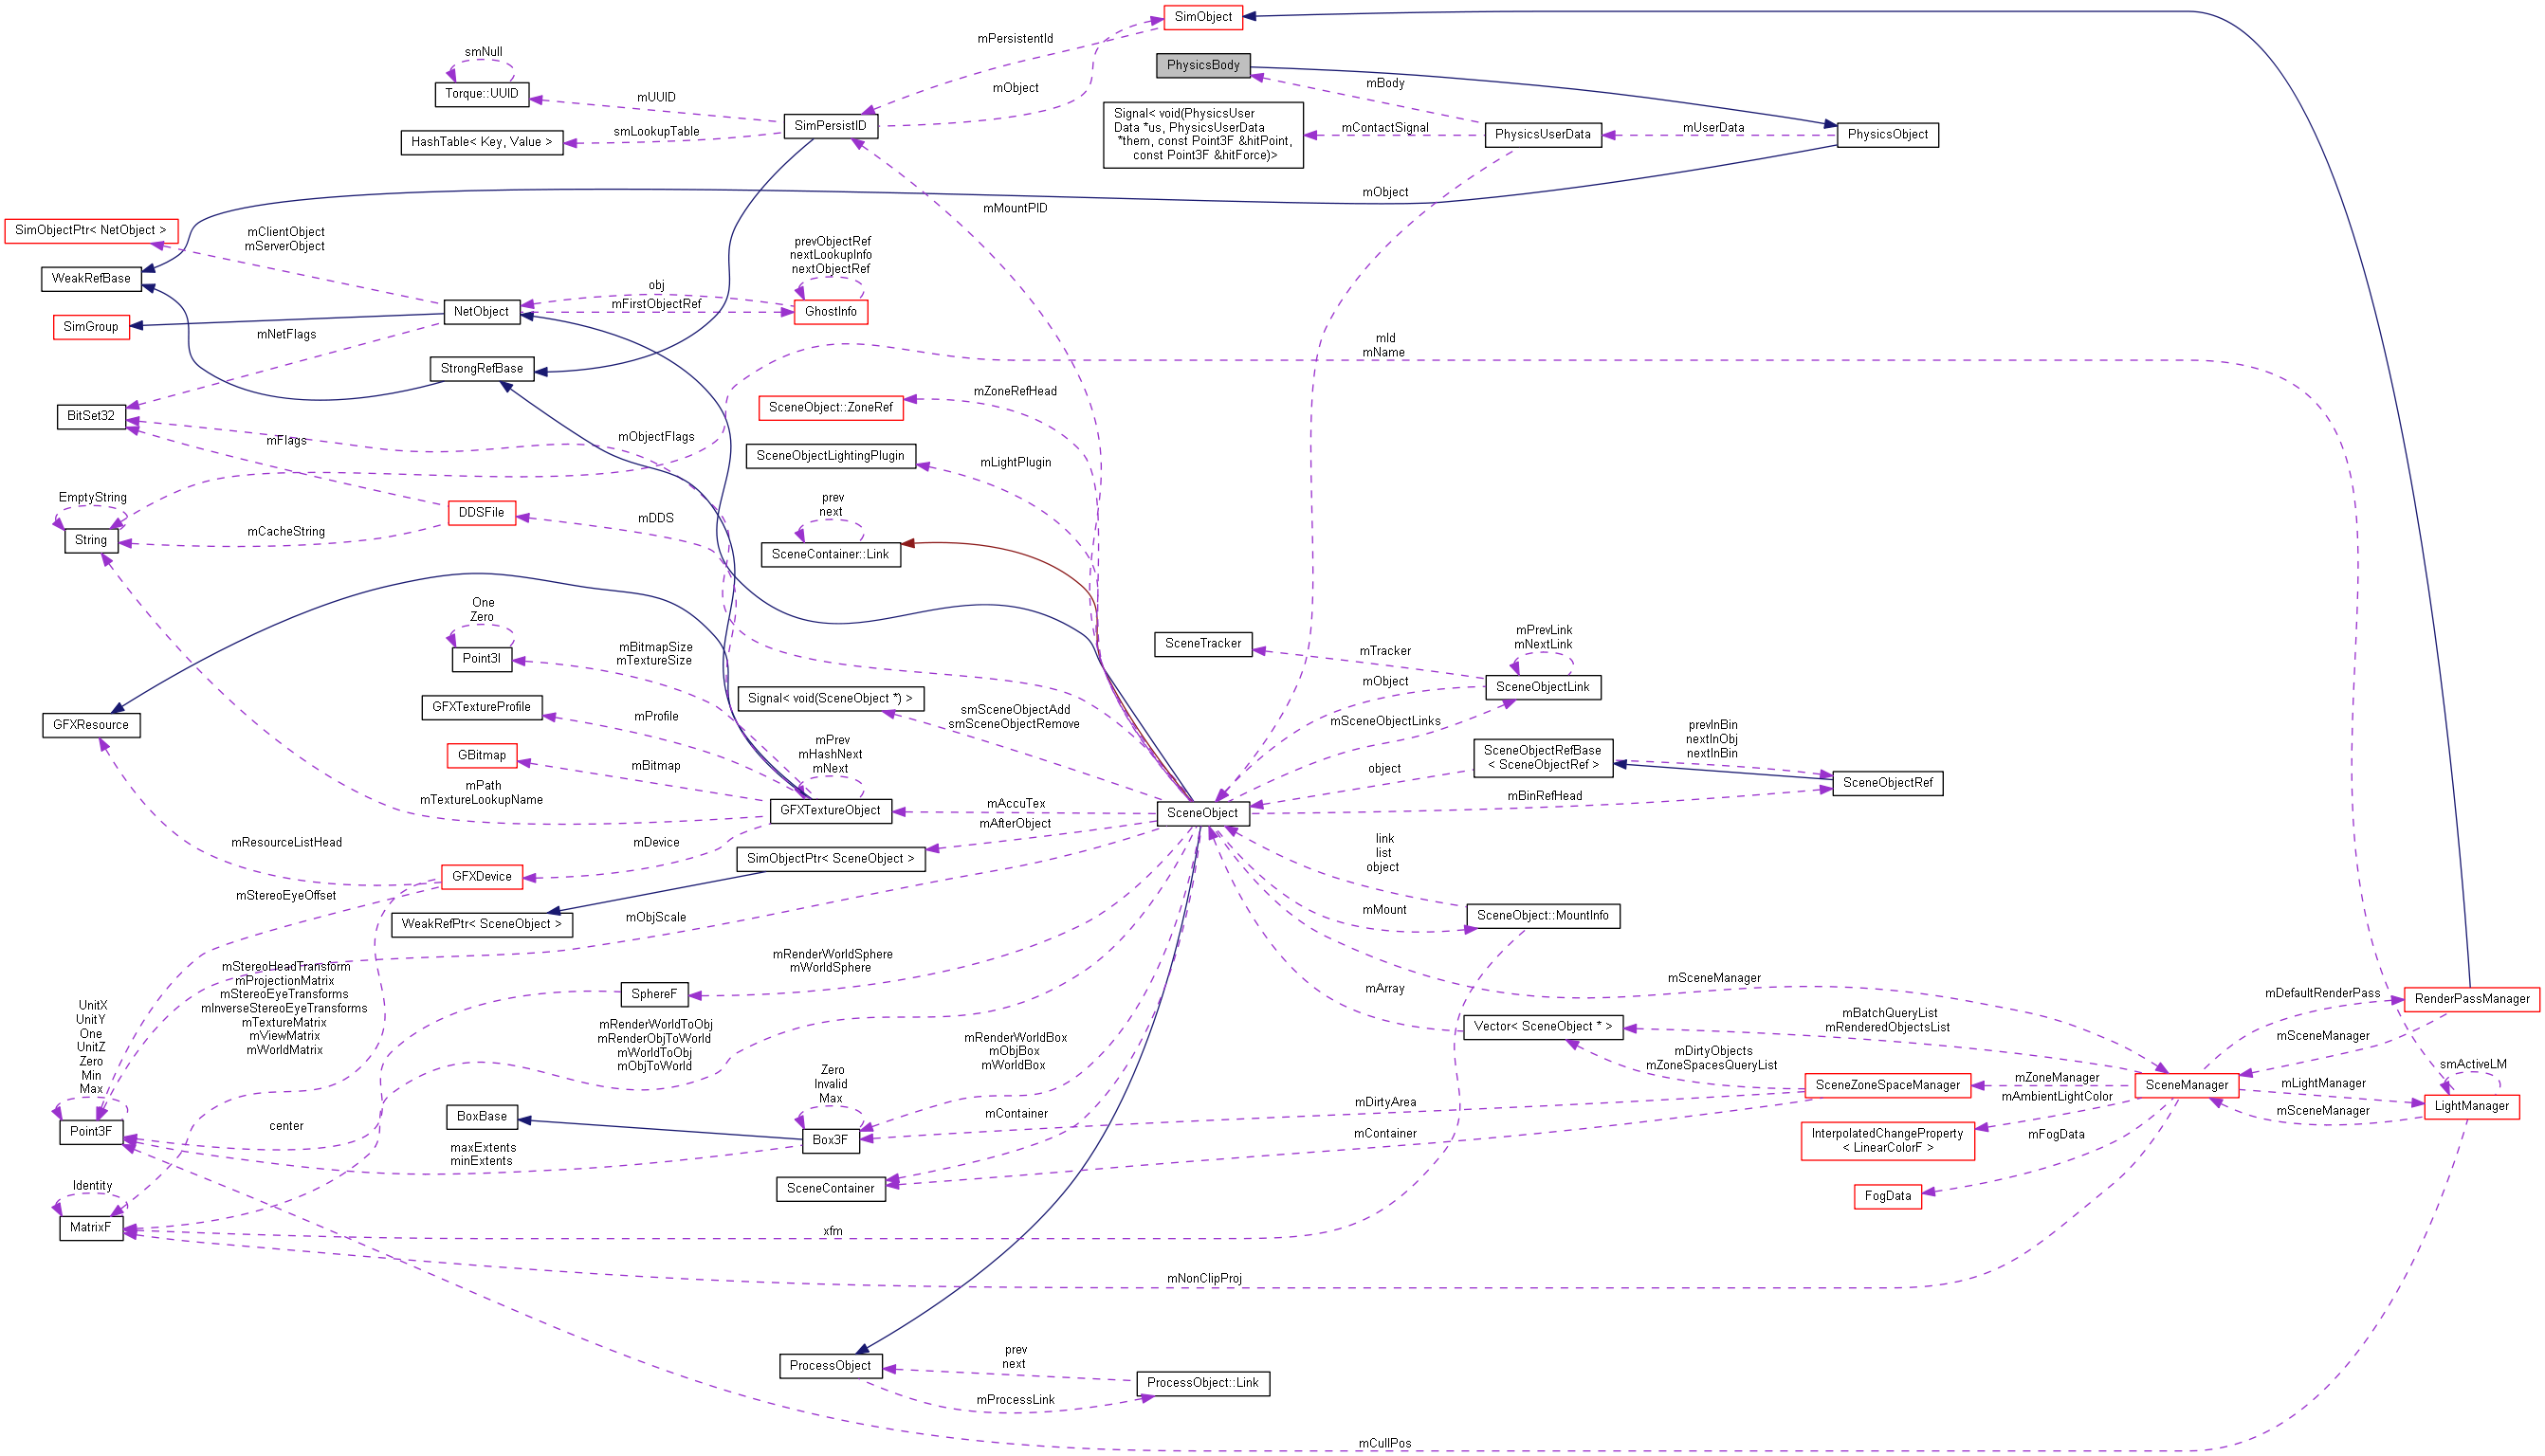 SimObject
mPersistentId
smNull
PhysicsBody
mBody
mObject
Torque::UUID
mUUID
Signal< void(PhysicsUser
Data *us, PhysicsUserData
*them, const Point3F &hitPoint,
const Point3F &hitForce)>
mContactSignal
PhysicsUserData
mUserData
PhysicsObject
SimPersistID
smLookupTable
HashTable< Key, Value >
mObject
mMountPID
SimObjectPtr< NetObject >
mClientObject
mServerObject
prevObjectRef
nextLookupInfo
nextObjectRef
WeakRefBase
obj
mFirstObjectRef
NetObject
GhostInfo
SimGroup
mNetFlags
mId
mName
StrongRefBase
mZoneRefHead
SceneObject::ZoneRef
BitSet32
mFlags
mObjectFlags
SceneObjectLightingPlugin
mLightPlugin
EmptyString
prev
next
DDSFile
mDDS
String
mCacheString
SceneContainer::Link
One
Zero
Point3I
mBitmapSize
mTextureSize
SceneTracker
mTracker
mPrevLink
mNextLink
mObject
SceneObjectLink
Signal< void(SceneObject *) >
smSceneObjectAdd
smSceneObjectRemove
mSceneObjectLinks
GFXTextureProfile
mProfile
GFXResource
GBitmap
mBitmap
mPrev
mHashNext
mNext
object
SceneObjectRefBase
< SceneObjectRef >
prevInBin
nextInObj
nextInBin
SceneObjectRef
mPath
mTextureLookupName
GFXTextureObject
mAccuTex
mAfterObject
SceneObject
mBinRefHead
mResourceListHead
mDevice
GFXDevice
SimObjectPtr< SceneObject >
link
list
object
mStereoEyeOffset
WeakRefPtr< SceneObject >
mObjScale
mMount
SceneObject::MountInfo
mStereoHeadTransform
mProjectionMatrix
mStereoEyeTransforms
mInverseStereoEyeTransforms
mTextureMatrix
mViewMatrix
mWorldMatrix
mRenderWorldSphere
mWorldSphere
SphereF
mSceneManager
mArray
mDefaultRenderPass
RenderPassManager
UnitX
UnitY
One
UnitZ
Zero
Min
Max
mRenderWorldToObj
mRenderObjToWorld
mWorldToObj
mObjToWorld
mRenderWorldBox
mObjBox
mWorldBox
Vector< SceneObject * >
mBatchQueryList
mRenderedObjectsList
mSceneManager
mDirtyObjects
mZoneSpacesQueryList
SceneZoneSpaceManager
mZoneManager
mAmbientLightColor
SceneManager
mLightManager
smActiveLM
LightManager
mSceneManager
Zero
Invalid
Max
BoxBase
Box3F
mContainer
mDirtyArea
mContainer
Point3F
center
maxExtents
minExtents
InterpolatedChangeProperty
< LinearColorF >
mFogData
FogData
SceneContainer
Identity
MatrixF
xfm
mNonClipProj
ProcessObject
prev
next
ProcessObject::Link
mProcessLink
mCullPos